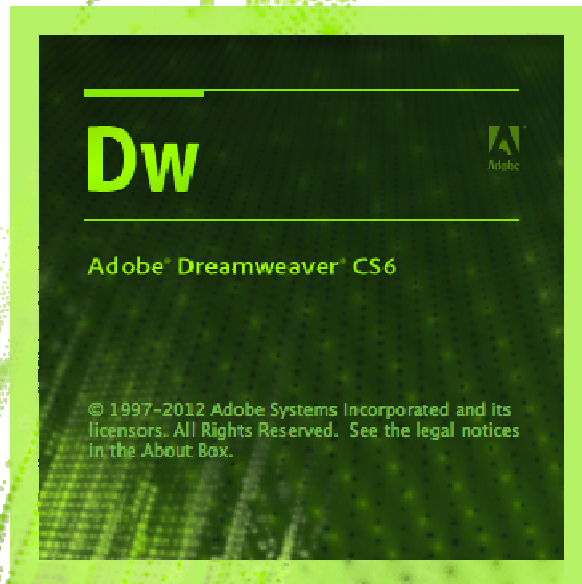 Dw
Adobe
Adobe® Dreamweaver® CS6
© 1997-2012 Adobe Systems Incorporated and its
licensors. All Rights Reserved. See the legal notices
in the About Box.